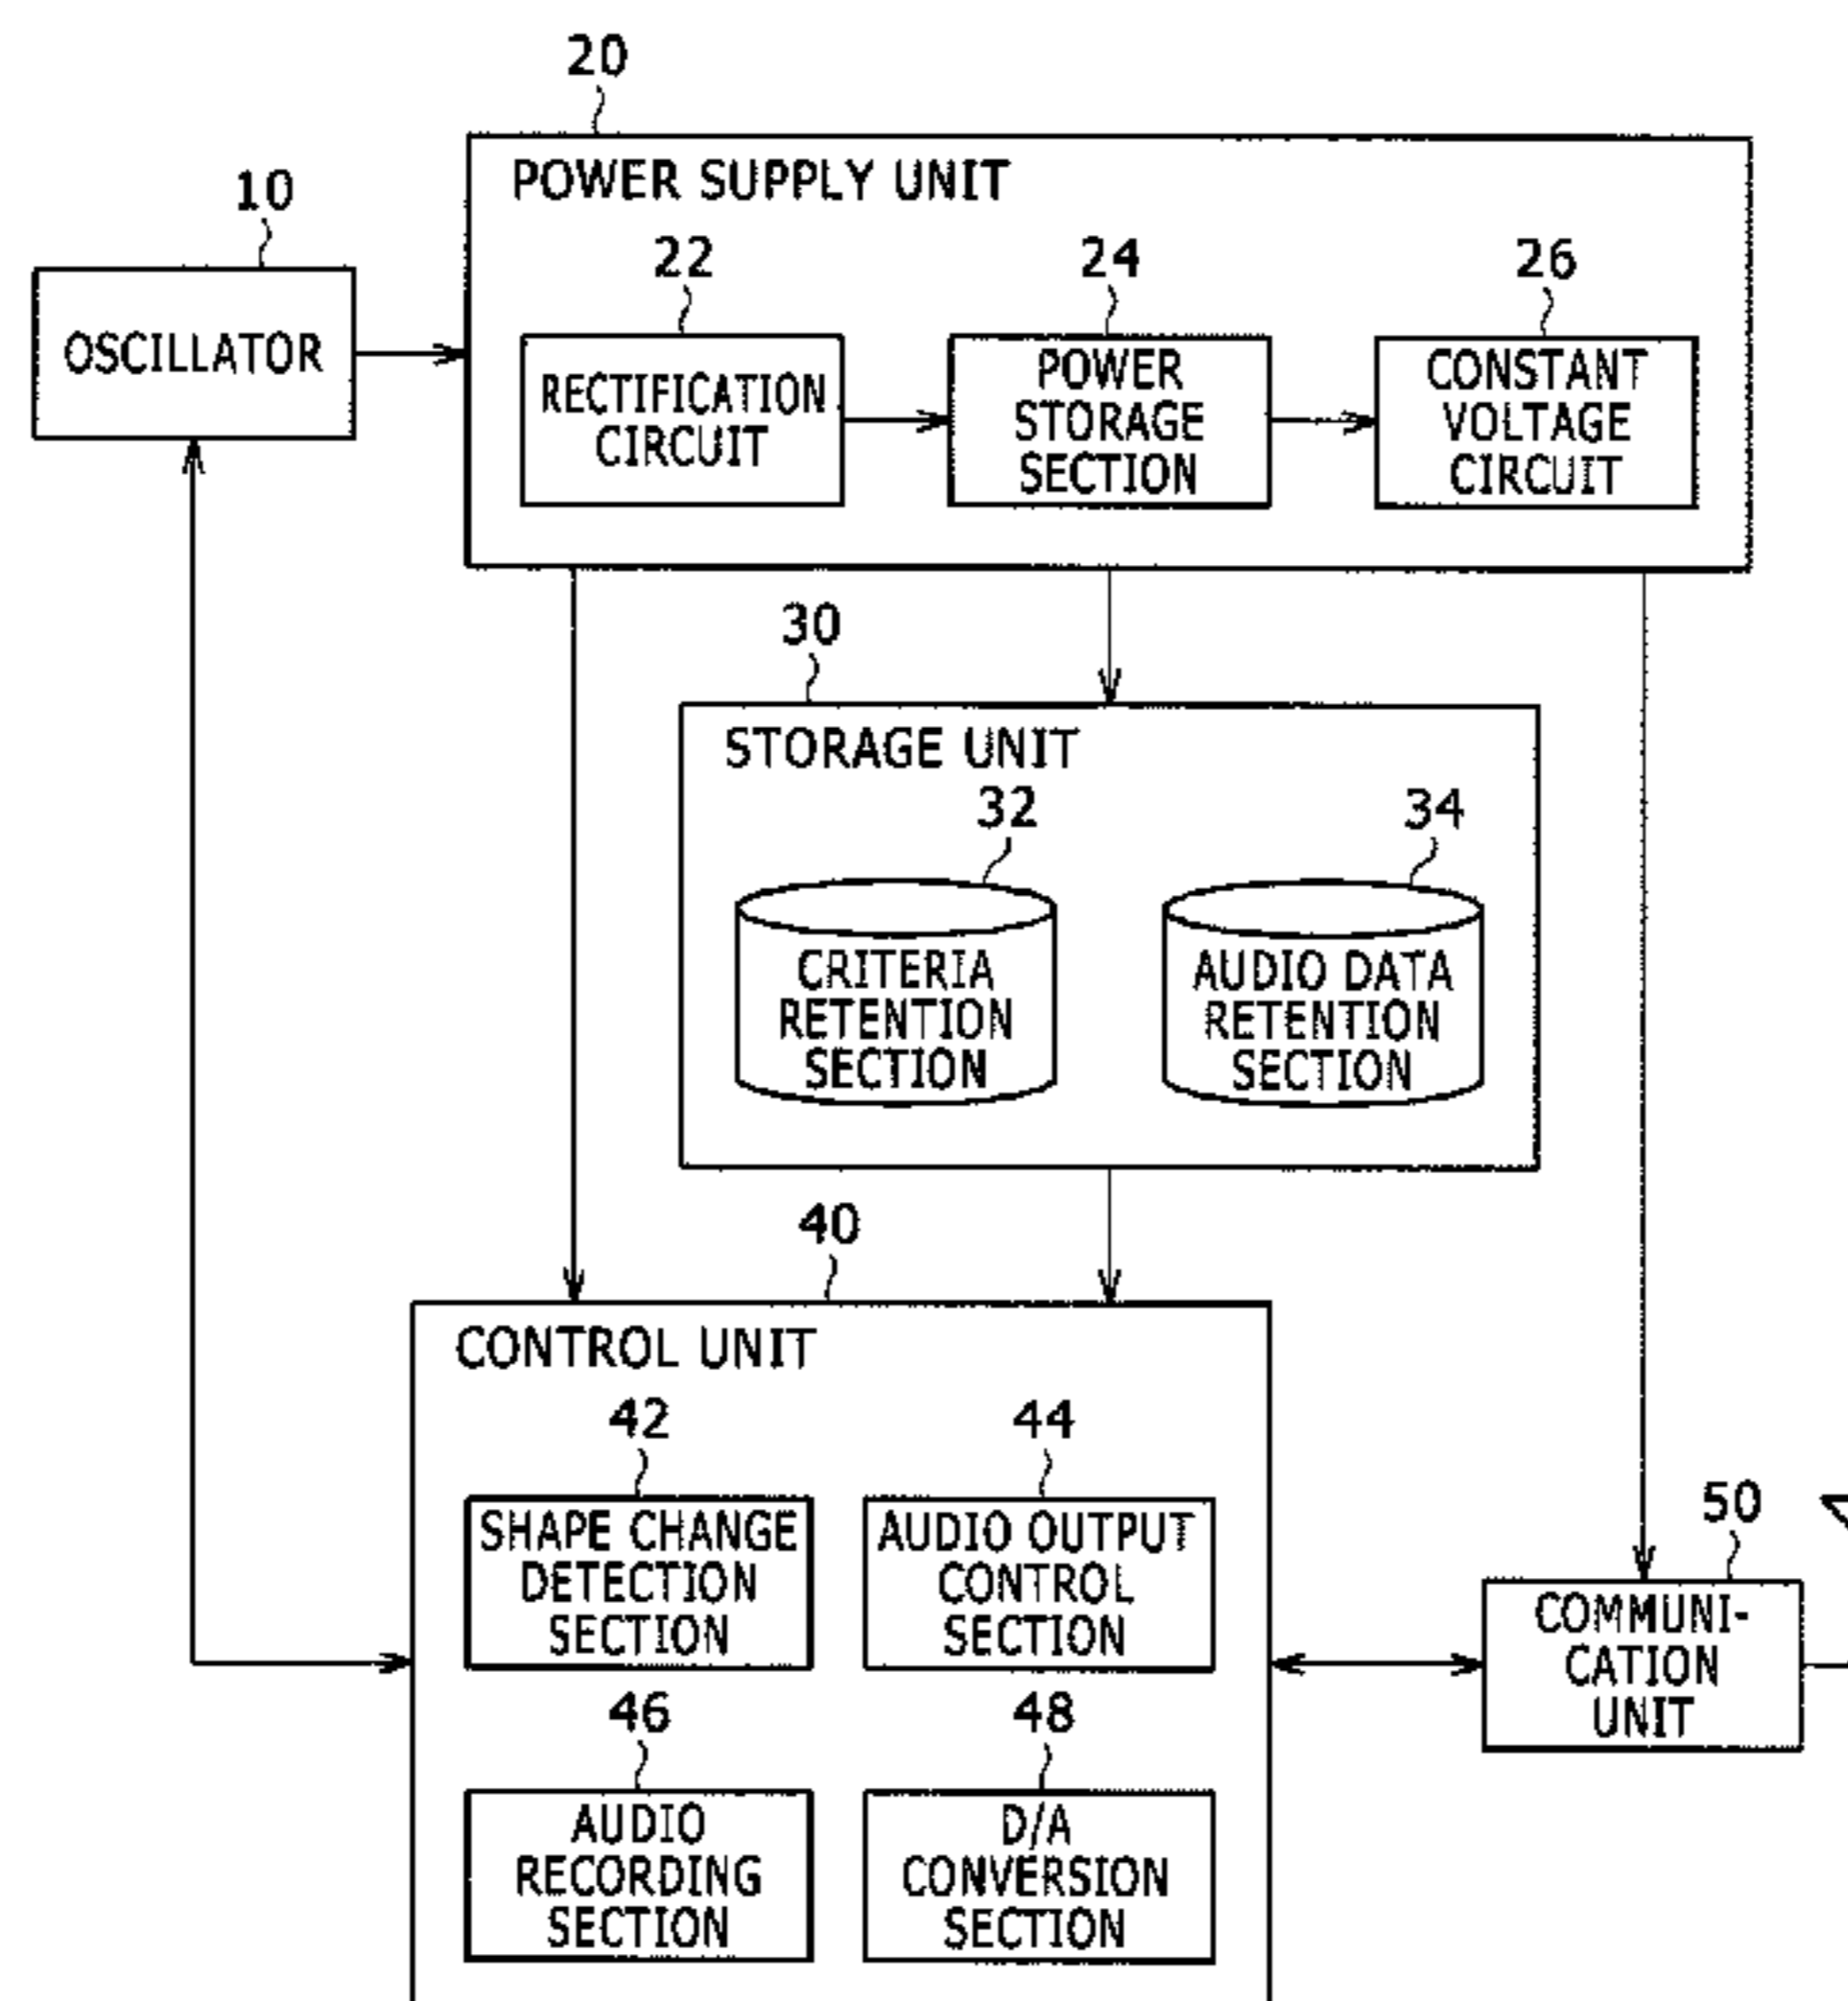 20
POWER SUPPLY UNIT
10
22
24
26
OSCILLATOR
RECTIFICATION
CIRCUIT
POWER
STORAGE
SECTION
CONSTANT
VOLTAGE
CIRCUIT
30
STORAGE UNIT
32
34
CRITERIA
RETENTION
SECTION
AUDIO DATA
RETENTION
SECTION
40
CONTROL UNIT
42
44
SHAPE CHANGE
DETECTION
SECTION
AUDIO OUTPUT
CONTROL
SECTION
50
COMMUNI-
CATION
UNIT
46
48
AUDIO
RECORDING
SECTION
D/A
CONVERSION
SECTION